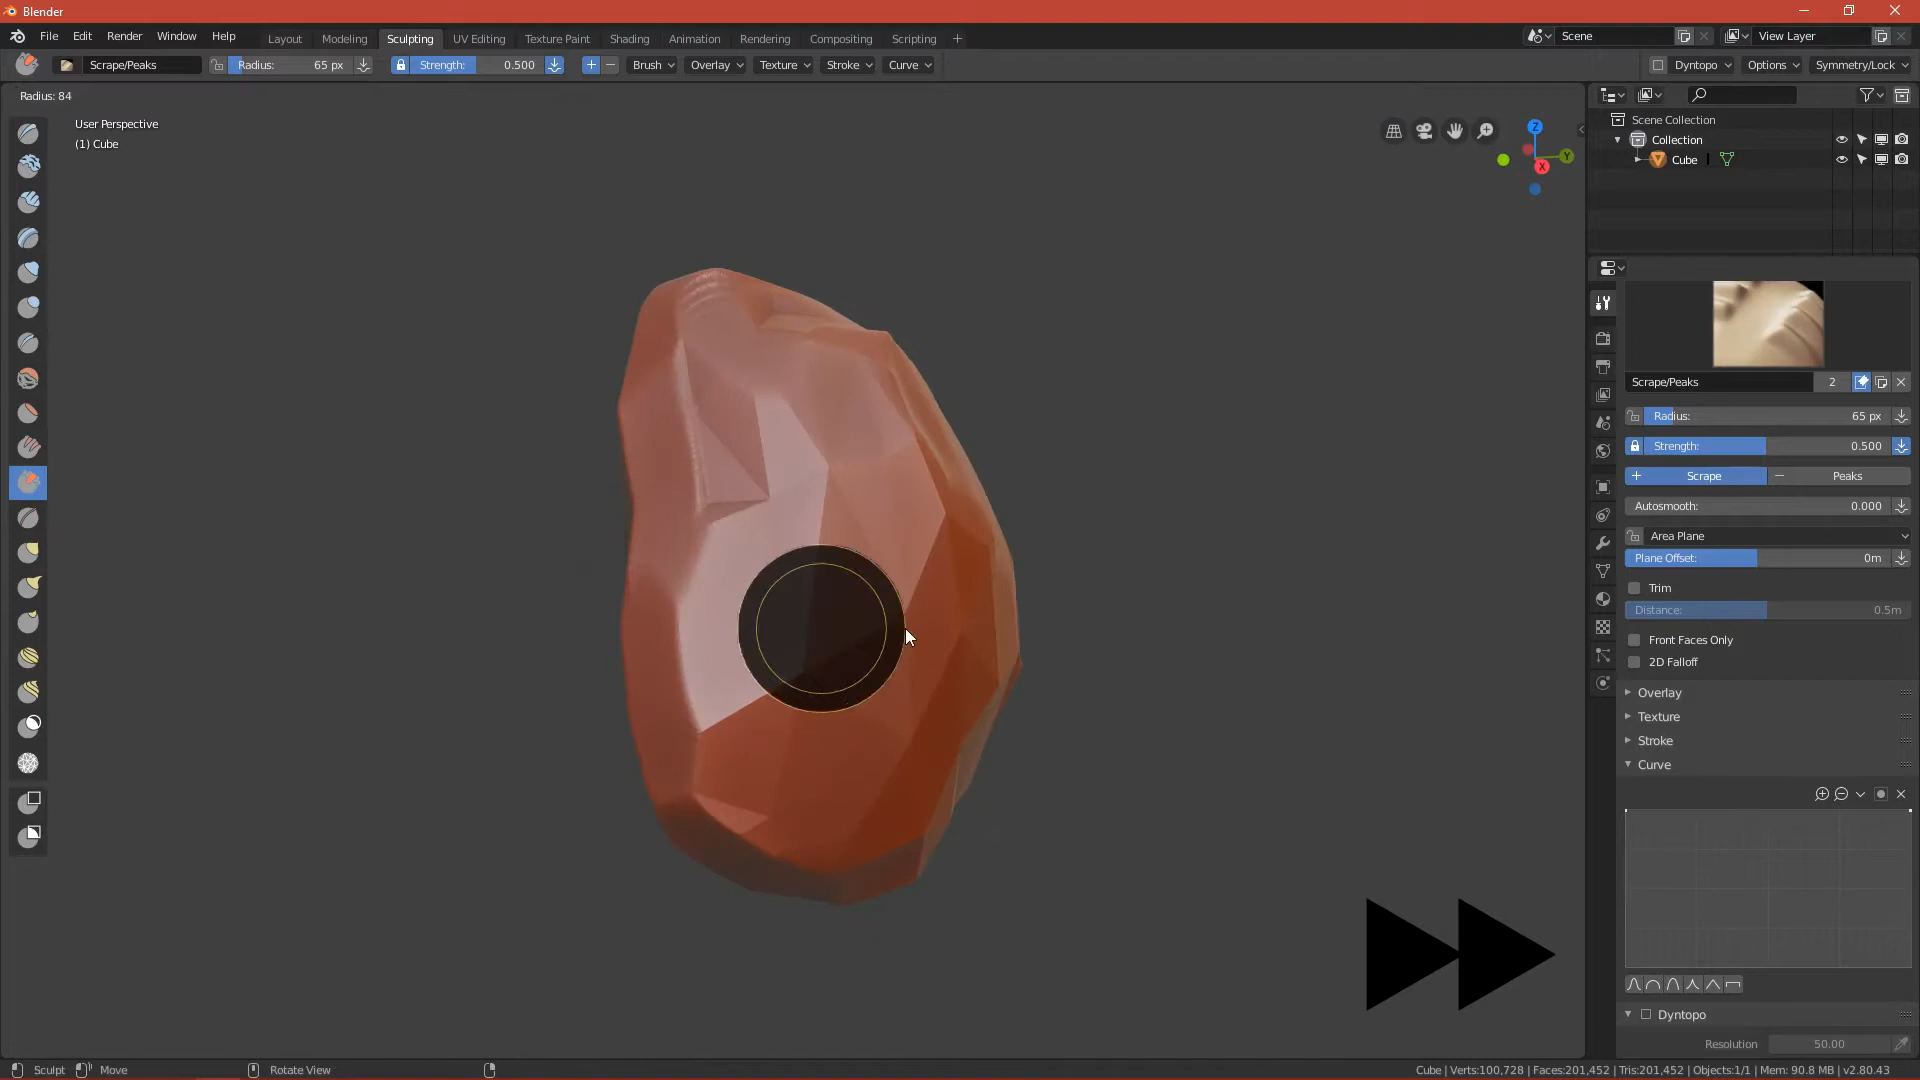 Blender
File Edit Render Window Help Layout Modeling Sculpting UV Editing Texture Paint Shading Animation Rendering Compositing Scripting + Scene View Layer
Scrape/Peaks Radius: 65 px Strength: 0.500 + − Brush Overlay Texture Stroke Curve Dyntopo Options Symmetry/Lock
Radius: 84
User Perspective
(1) Cube
Z
Y
X
Scene Collection
Collection
Cube
Scrape/Peaks 2
Radius: 65 px
Strength: 0.500
+ Scrape − Peaks
Autosmooth: 0.000
Area Plane
Plane Offset: 0m
Trim
Distance: 0.5m
Front Faces Only
2D Falloff
Overlay
Texture
Stroke
Curve
Dyntopo
Resolution 50.00
Sculpt Move Rotate View Cube | Verts:100,728 | Faces:201,452 | Tris:201,452 | Objects:1/1 | Mem: 90.8 MB | v2.80.43